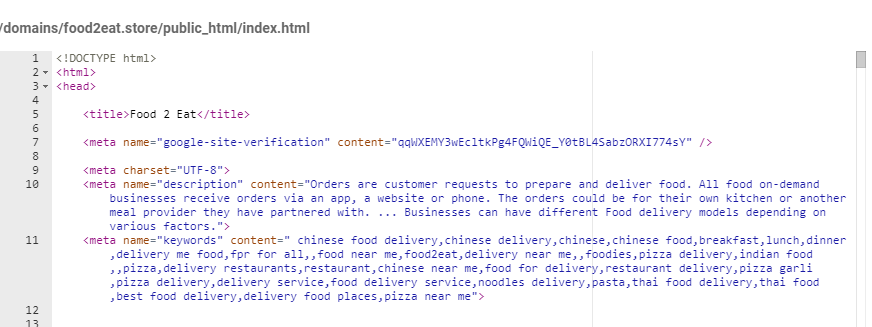 /domains/food2eat.store/public_html/index.html
1 <!DOCTYPE html>
2 <html>
3 <head>
4
5 <title>Food 2 Eat</title>
6
7 <meta name="google-site-verification" content="qqWXEMY3wEcltkPg4FQWiQE_Y0tBL4SabzORXI774sY" />
8
9 <meta charset="UTF-8">
10 <meta name="description" content="Orders are customer requests to prepare and deliver food. All food on-demand
businesses receive orders via an app, a website or phone. The orders could be for their own kitchen or another
meal provider they have partnered with. ... Businesses can have different Food delivery models depending on
various factors.">
11 <meta name="keywords" content=" chinese food delivery,chinese delivery,chinese,chinese food,breakfast,lunch,dinner
,delivery me food,fpr for all,,food near me,food2eat,delivery near me,,foodies,pizza delivery,indian food
,,pizza,delivery restaurants,restaurant,chinese near me,food for delivery,restaurant delivery,pizza garli
,pizza delivery,delivery service,food delivery service,noodles delivery,pasta,thai food delivery,thai food
,best food delivery,delivery food places,pizza near me">
12
13